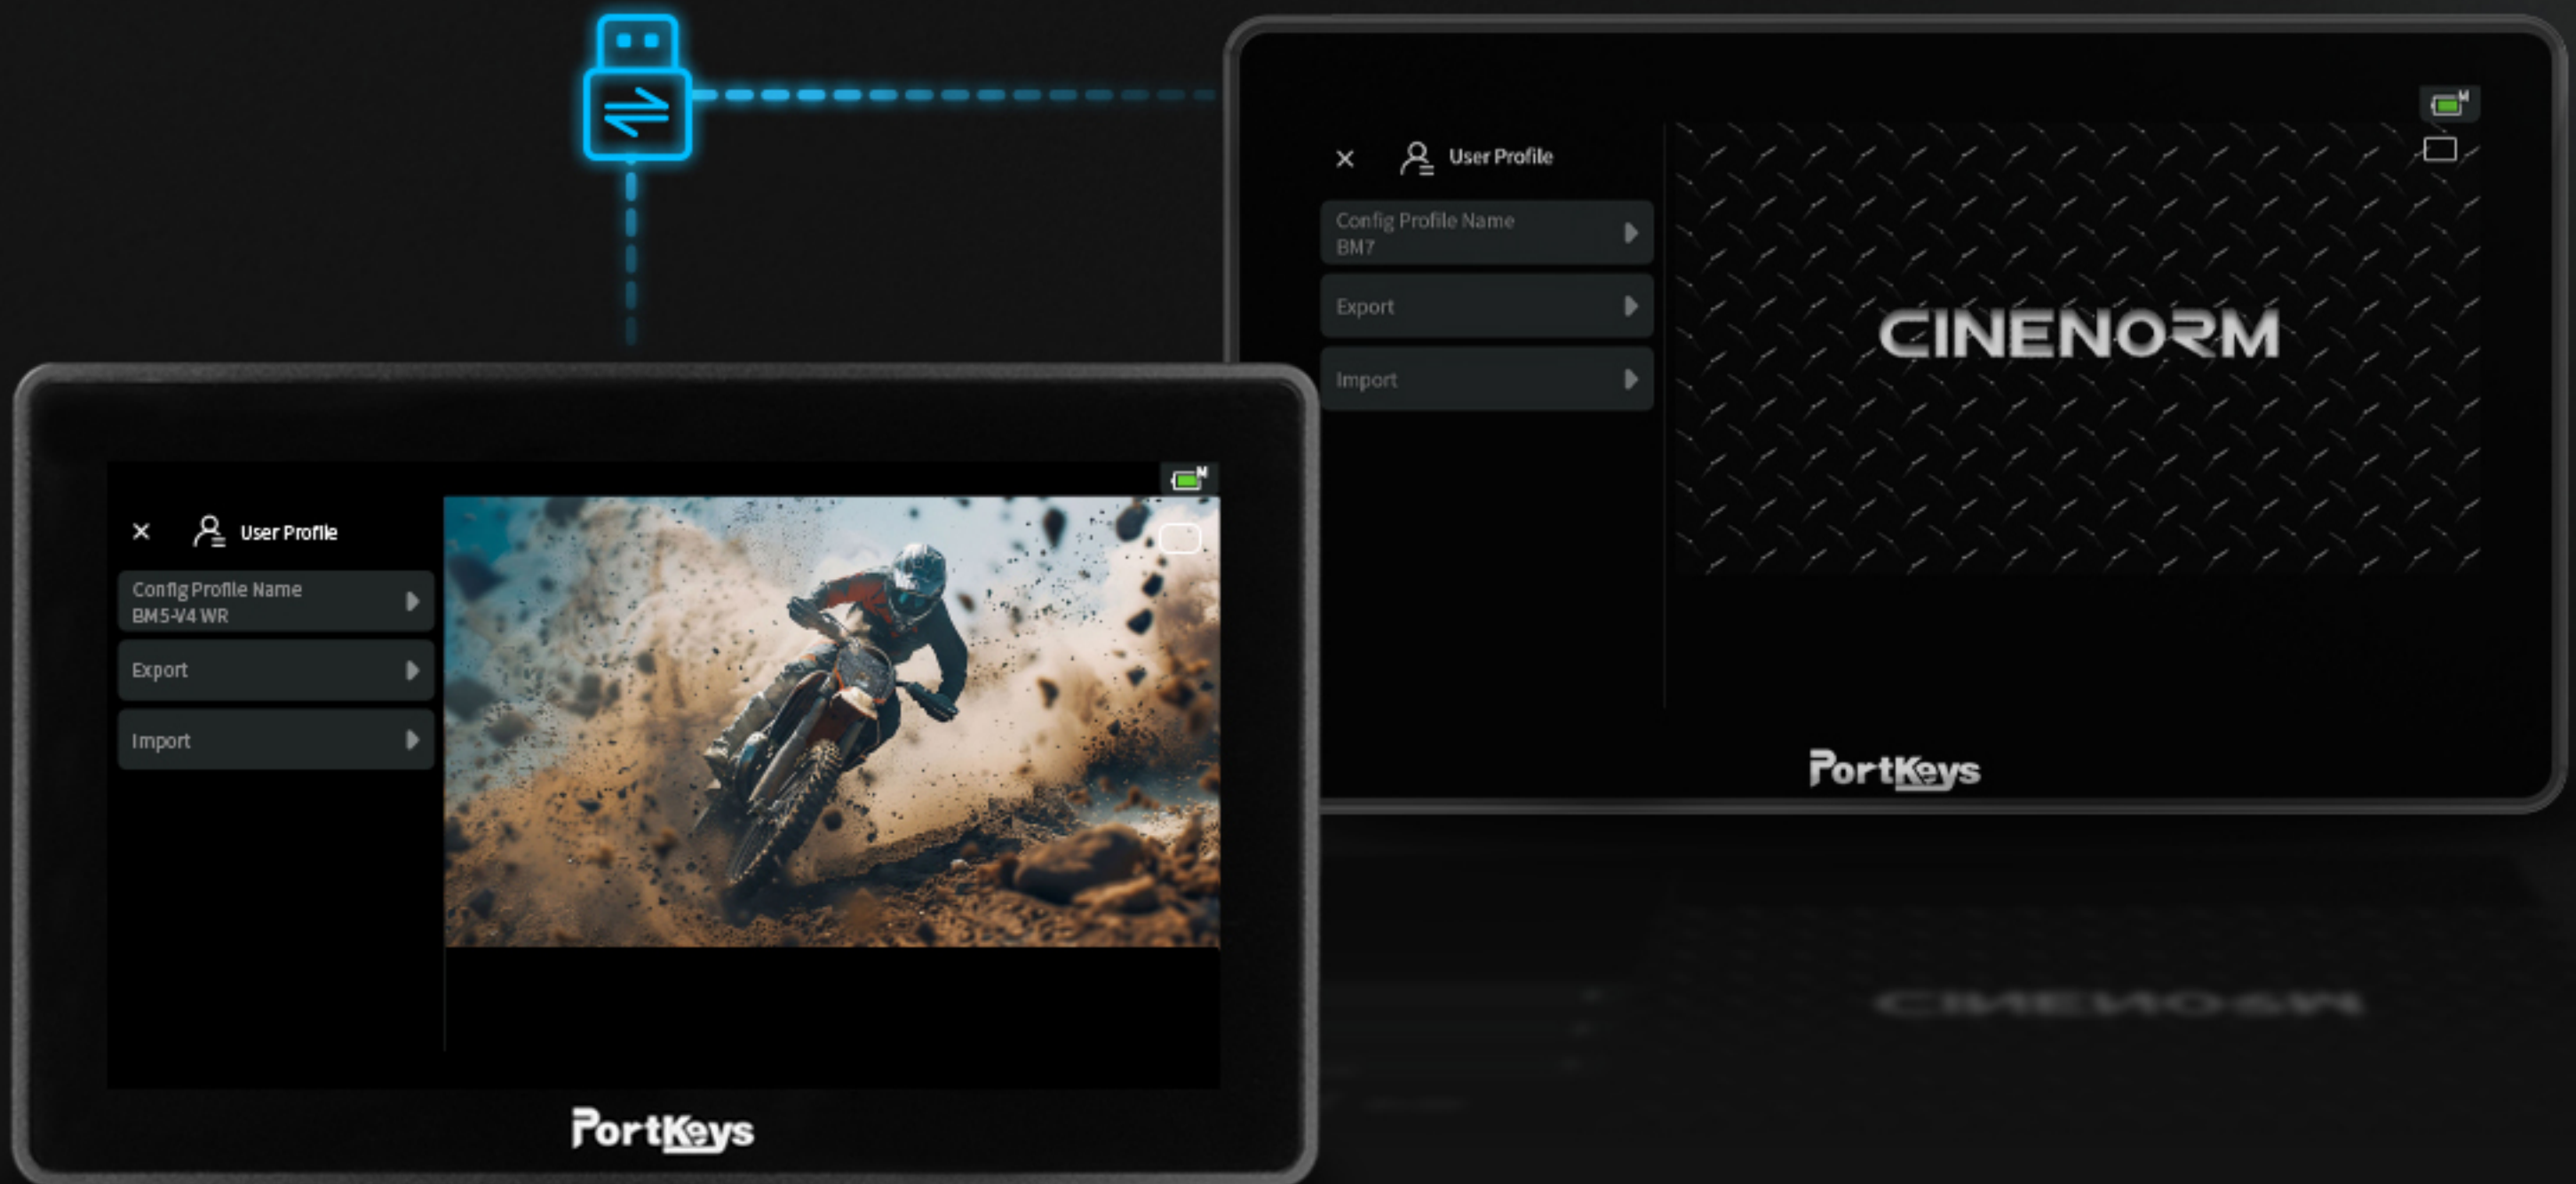 User Profile
Config Profile Name
BM7
Export
Import
CINENORM
PortKeys
M
User Profile
Config Profile Name
BM5-V4 WR
Export
Import
PortKeys
M